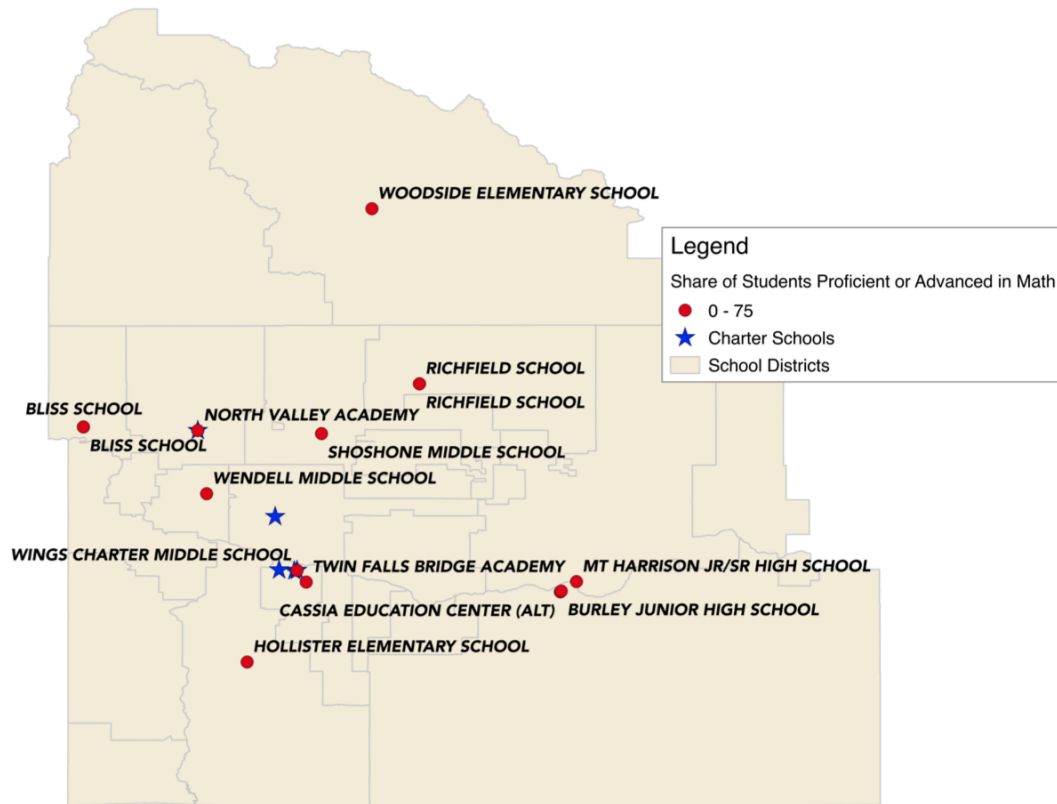 WOODSIDE ELEMENTARY SCHOOL
Legend
Share of Students Proficient or Advanced in Math
0 - 75
Charter Schools
School Districts
RICHFIELD SCHOOL
RICHFIELD SCHOOL
BLISS SCHOOL
NORTH VALLEY ACADEMY
BLISS SCHOOL
SHOSHONE MIDDLE SCHOOL
WENDELL MIDDLE SCHOOL
WINGS CHARTER MIDDLE SCHOOL
TWIN FALLS BRIDGE ACADEMY
MT HARRISON JR/SR HIGH SCHOOL
CASSIA EDUCATION CENTER (ALT)
BURLEY JUNIOR HIGH SCHOOL
HOLLISTER ELEMENTARY SCHOOL